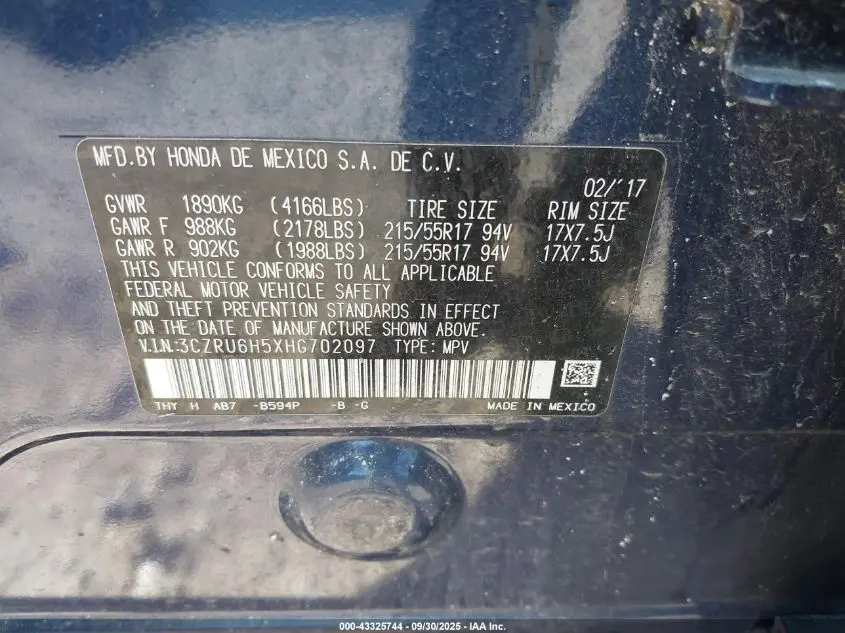 MFD.BY HONDA DE MEXICO S.A. DE C.V.
02/'17
GVWR 1890KG (4166LBS) TIRE SIZE RIM SIZE
GAWR F 988KG (2178LBS) 215/55R17 94V 17X7.5J
GAWR R 902KG (1988LBS) 215/55R17 94V 17X7.5J
THIS VEHICLE CONFORMS TO ALL APPLICABLE
FEDERAL MOTOR VEHICLE SAFETY
AND THEFT PREVENTION STANDARDS IN EFFECT
ON THE DATE OF MANUFACTURE SHOWN ABOVE.
V.I.N:3CZRU6H5XHG702097 TYPE: MPV
THY H AB7 -B594P -B -G MADE IN MEXICO
000-43325744 - 09/30/2025 - IAA Inc.